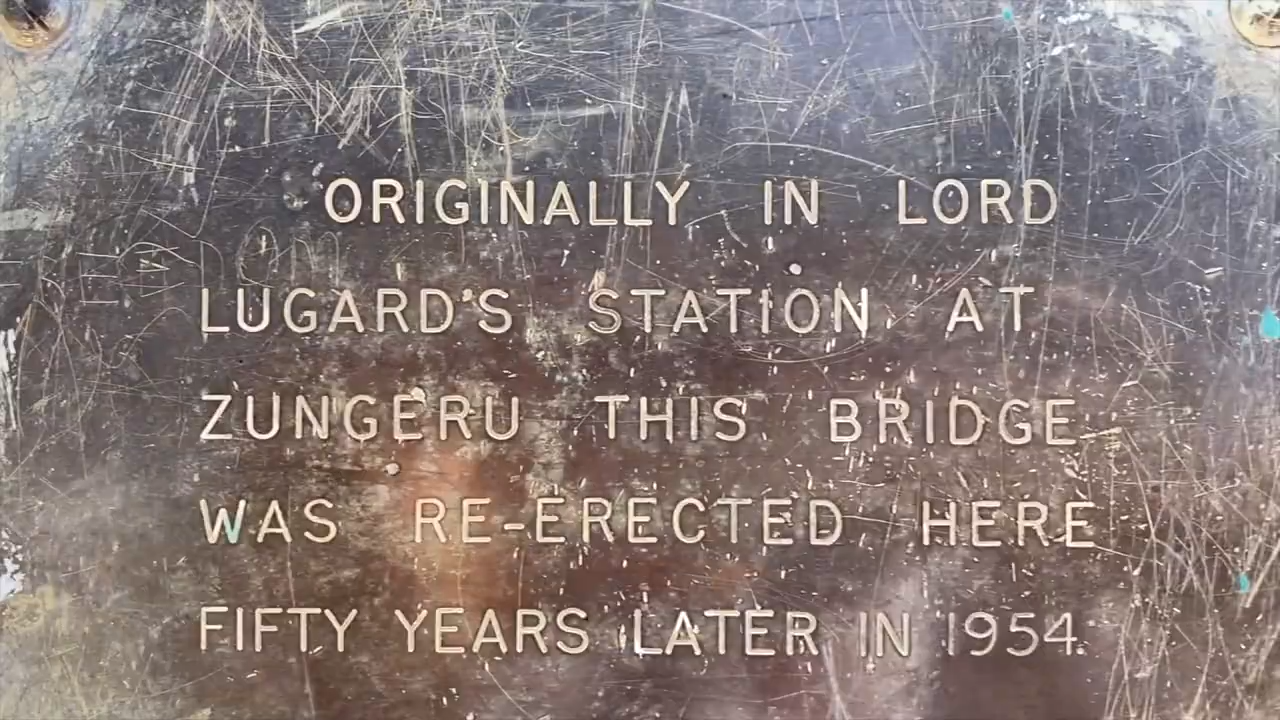 ORIGINALLY IN LORD
LUGARD'S STATION AT
ZUNGERU THIS BRIDGE
WAS RE-ERECTED HERE
FIFTY YEARS LATER IN 1954.